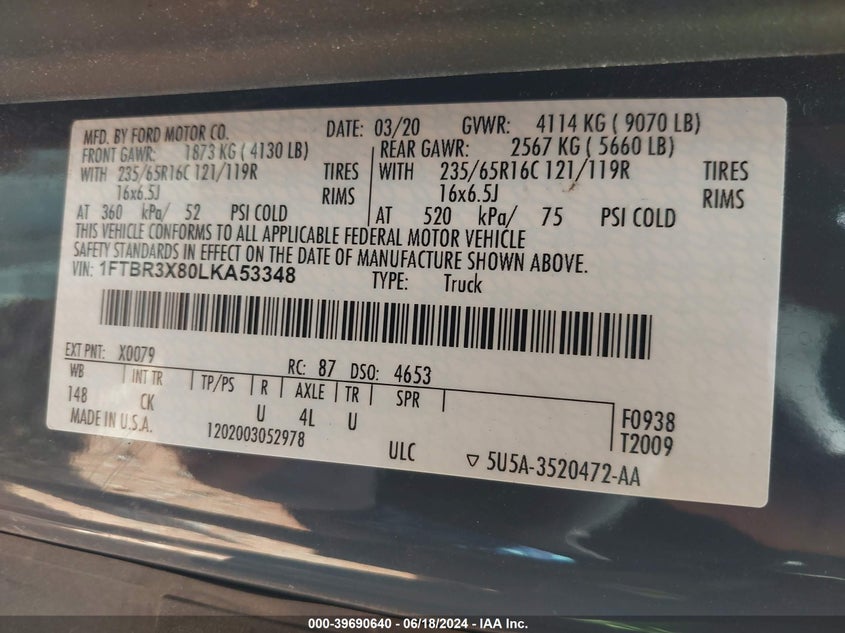 MFD. BY FORD MOTOR CO. DATE: 03/20 GVWR: 4114 KG ( 9070 LB)
FRONT GAWR: 1873 KG ( 4130 LB) REAR GAWR: 2567 KG ( 5660 LB)
WITH 235/65R16C 121/119R TIRES WITH 235/65R16C 121/119R TIRES
16x6.5J RIMS 16x6.5J RIMS
AT 360 kPa/ 52 PSI COLD AT 520 kPa/ 75 PSI COLD
THIS VEHICLE CONFORMS TO ALL APPLICABLE FEDERAL MOTOR VEHICLE
SAFETY STANDARDS IN EFFECT ON THE DATE OF MANUFACTURE SHOWN ABOVE.
VIN: 1FTBR3X80LKA53348 TYPE: Truck
EXT PNT: X0079 RC: 87 DSO: 4653
WB INT TR TP/PS R AXLE TR SPR
148 CK U 4L U F0938
MADE IN U.S.A. 1202003052978 T2009
ULC ▽ 5U5A-3520472-AA
000-39690640 - 06/18/2024 - IAA Inc.